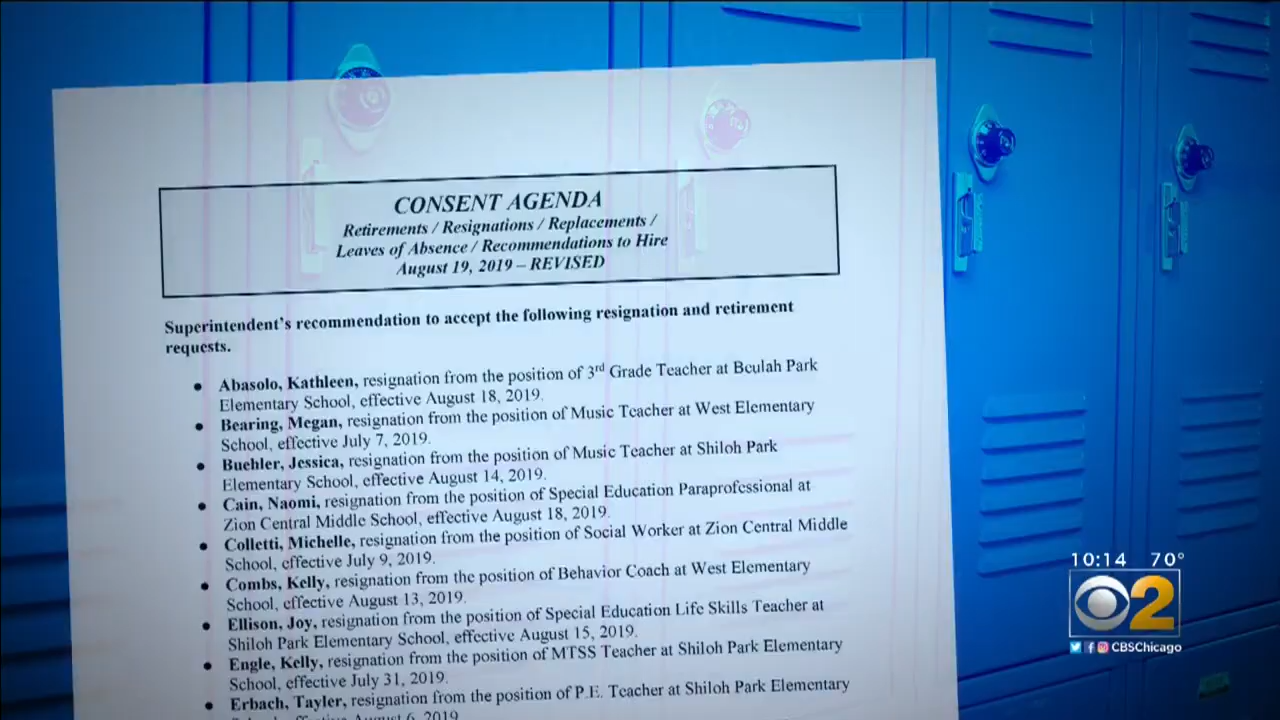 CONSENT AGENDA
Retirements / Resignations / Replacements /
Leaves of Absence / Recommendations to Hire
August 19, 2019 – REVISED
Superintendent's recommendation to accept the following resignation and retirement
requests.
• Abasolo, Kathleen, resignation from the position of 3rd Grade Teacher at Beulah Park
Elementary School, effective August 18, 2019.
• Bearing, Megan, resignation from the position of Music Teacher at West Elementary
School, effective July 7, 2019.
• Buehler, Jessica, resignation from the position of Music Teacher at Shiloh Park
Elementary School, effective August 14, 2019.
• Cain, Naomi, resignation from the position of Special Education Paraprofessional at
Zion Central Middle School, effective August 18, 2019.
• Colletti, Michelle, resignation from the position of Social Worker at Zion Central Middle
School, effective July 9, 2019.
• Combs, Kelly, resignation from the position of Behavior Coach at West Elementary
School, effective August 13, 2019.
• Ellison, Joy, resignation from the position of Special Education Life Skills Teacher at
Shiloh Park Elementary School, effective August 15, 2019.
• Engle, Kelly, resignation from the position of MTSS Teacher at Shiloh Park Elementary
School, effective July 31, 2019.
• Erbach, Tayler, resignation from the position of P.E. Teacher at Shiloh Park Elementary
School, effective August 6, 2019
10:14 70°
2
CBSChicago